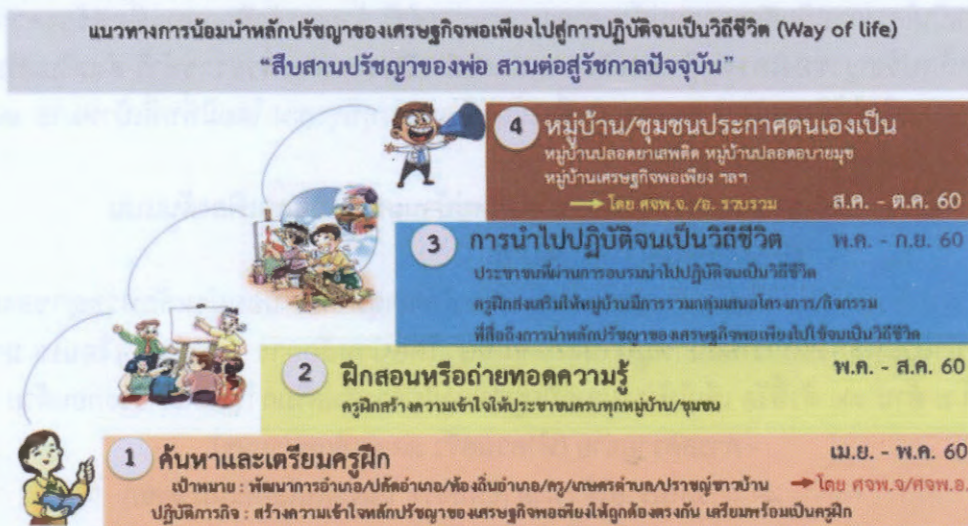 แนวทางการน้อมนำหลักปรัชญาของเศรษฐกิจพอเพียงไปสู่การปฏิบัติจนเป็นวิถีชีวิต (Way of life)
“สืบสานปรัชญาของพ่อ สานต่อสู่รัชกาลปัจจุบัน”
4 หมู่บ้าน/ชุมชนประกาศตนเองเป็น
หมู่บ้านปลอดยาเสพติด หมู่บ้านปลอดอบายมุข
หมู่บ้านเศรษฐกิจพอเพียง ฯลฯ
โดย ศจพ.จ. /อ. รวบรวม ส.ค. - ต.ค. 60
3 การนำไปปฏิบัติจนเป็นวิถีชีวิต พ.ค. - ก.ย. 60
ประชาชนที่ผ่านการอบรมนำไปปฏิบัติจนเป็นวิถีชีวิต
ครูฝึกส่งเสริมให้หมู่บ้านมีการรวมกลุ่มเสนอโครงการ/กิจกรรม
ที่สื่อถึงการนำหลักปรัชญาของเศรษฐกิจพอเพียงไปใช้จนเป็นวิถีชีวิต
2 ฝึกสอนหรือถ่ายทอดความรู้ พ.ค. - ส.ค. 60
ครูฝึกสร้างความเข้าใจให้ประชาชนครบทุกหมู่บ้าน/ชุมชน
1 ค้นหาและเตรียมครูฝึก เม.ย. - พ.ค. 60
เป้าหมาย : พัฒนาการอำเภอ/ปลัดอำเภอ/ท้องถิ่นอำเภอ/ครู/เกษตรตำบล/ปราชญ์ชาวบ้าน โดย ศจพ.จ/ศจพ.อ.
ปฏิบัติภารกิจ : สร้างความเข้าใจหลักปรัชญาของเศรษฐกิจพอเพียงให้ถูกต้องตรงกัน เตรียมพร้อมเป็นครูฝึก